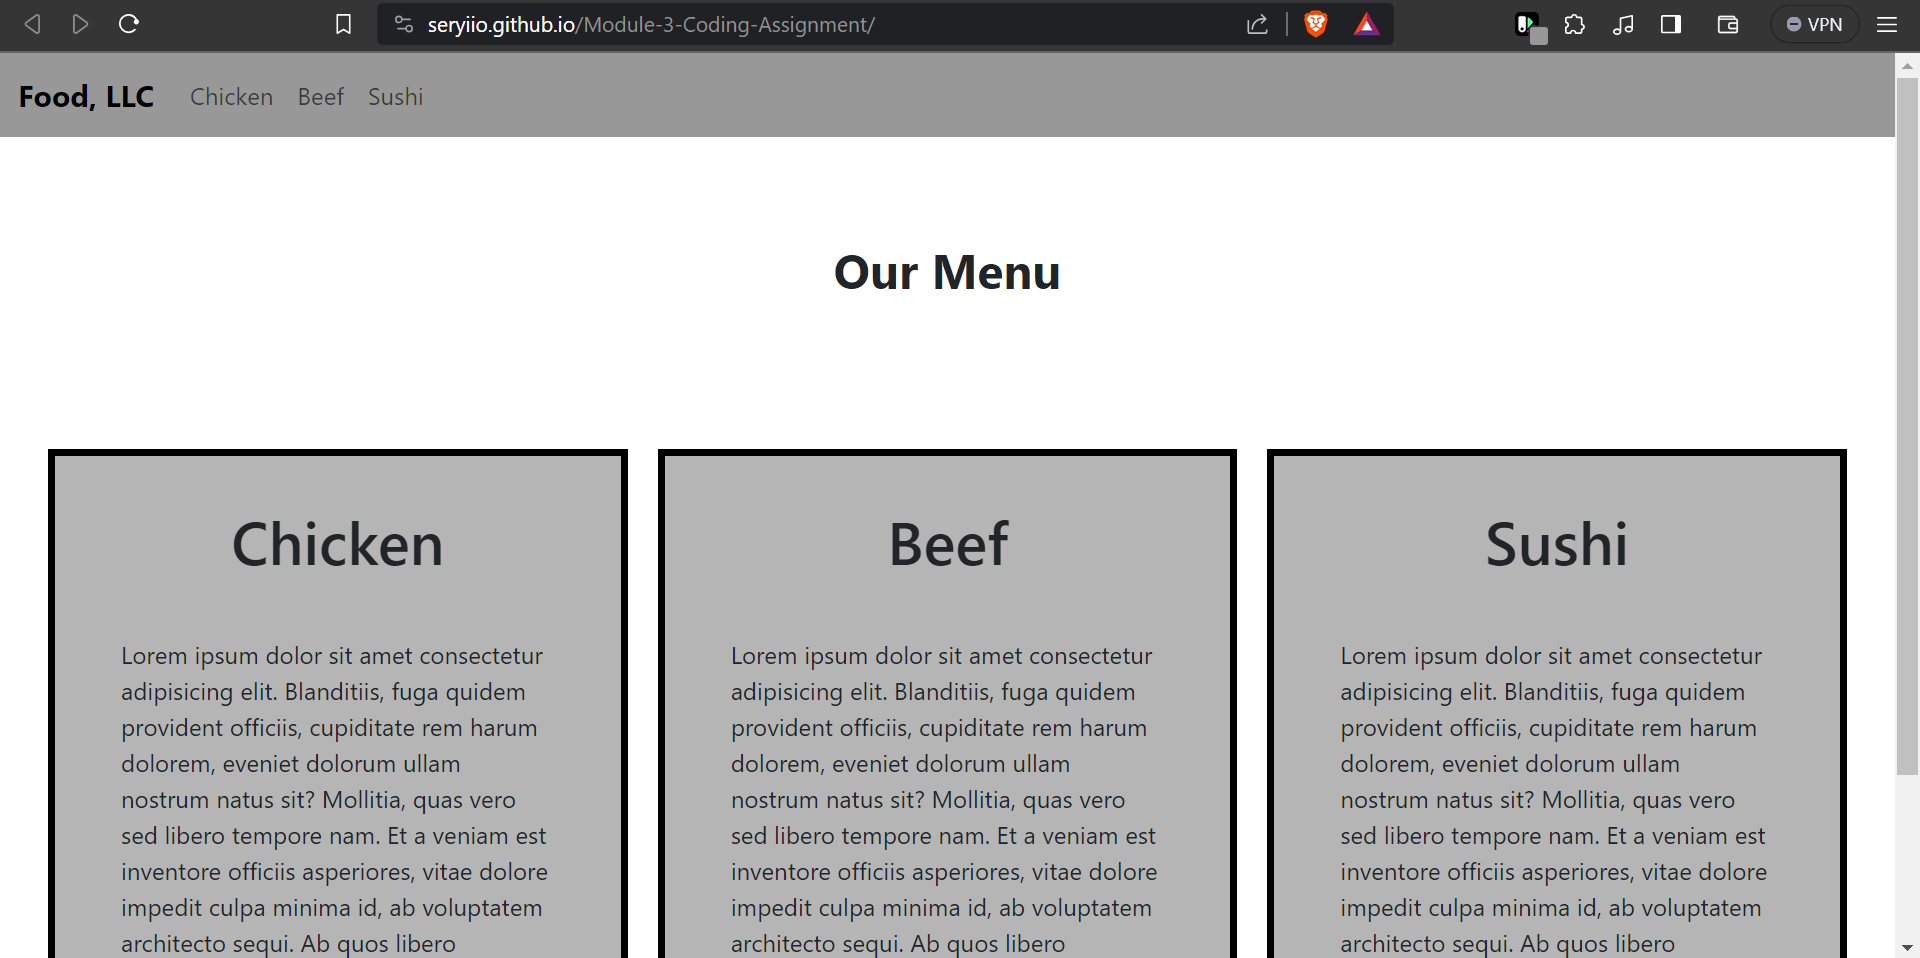 seryiio.github.io/Module-3-Coding-Assignment/
VPN
Food, LLC Chicken Beef Sushi
Our Menu
Chicken
Lorem ipsum dolor sit amet consectetur
adipisicing elit. Blanditiis, fuga quidem
provident officiis, cupiditate rem harum
dolorem, eveniet dolorum ullam
nostrum natus sit? Mollitia, quas vero
sed libero tempore nam. Et a veniam est
inventore officiis asperiores, vitae dolore
impedit culpa minima id, ab voluptatem
architecto sequi. Ab quos libero
Beef
Lorem ipsum dolor sit amet consectetur
adipisicing elit. Blanditiis, fuga quidem
provident officiis, cupiditate rem harum
dolorem, eveniet dolorum ullam
nostrum natus sit? Mollitia, quas vero
sed libero tempore nam. Et a veniam est
inventore officiis asperiores, vitae dolore
impedit culpa minima id, ab voluptatem
architecto sequi. Ab quos libero
Sushi
Lorem ipsum dolor sit amet consectetur
adipisicing elit. Blanditiis, fuga quidem
provident officiis, cupiditate rem harum
dolorem, eveniet dolorum ullam
nostrum natus sit? Mollitia, quas vero
sed libero tempore nam. Et a veniam est
inventore officiis asperiores, vitae dolore
impedit culpa minima id, ab voluptatem
architecto sequi. Ab quos libero